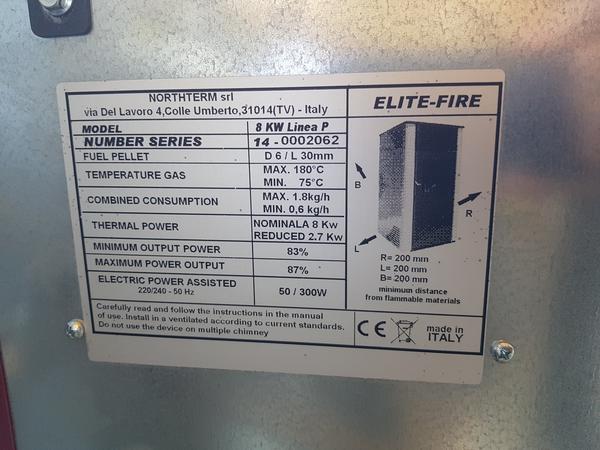 NORTHTERM srl
via Del Lavoro 4,Colle Umberto,31014(TV) - Italy
ELITE-FIRE
MODEL 8 KW Linea P
NUMBER SERIES 14 - 0002062
FUEL PELLET D 6 / L 30mm
TEMPERATURE GAS MAX. 180°C
MIN. 75°C
COMBINED CONSUMPTION MAX. 1.8kg/h
MIN. 0,6 kg/h
THERMAL POWER NOMINALA 8 Kw
REDUCED 2.7 Kw
MINIMUM OUTPUT POWER 83%
MAXIMUM POWER OUTPUT 87%
ELECTRIC POWER ASSISTED
220/240 - 50 Hz
50 / 300W
B
R
L
R= 200 mm
L= 200 mm
B= 200 mm
minimum distance
from flammable materials
Carefully read and follow the instructions in the manual
of use. Install in a ventilated according to current standards.
Do not use the device on multiple chimney
CE
made in
ITALY